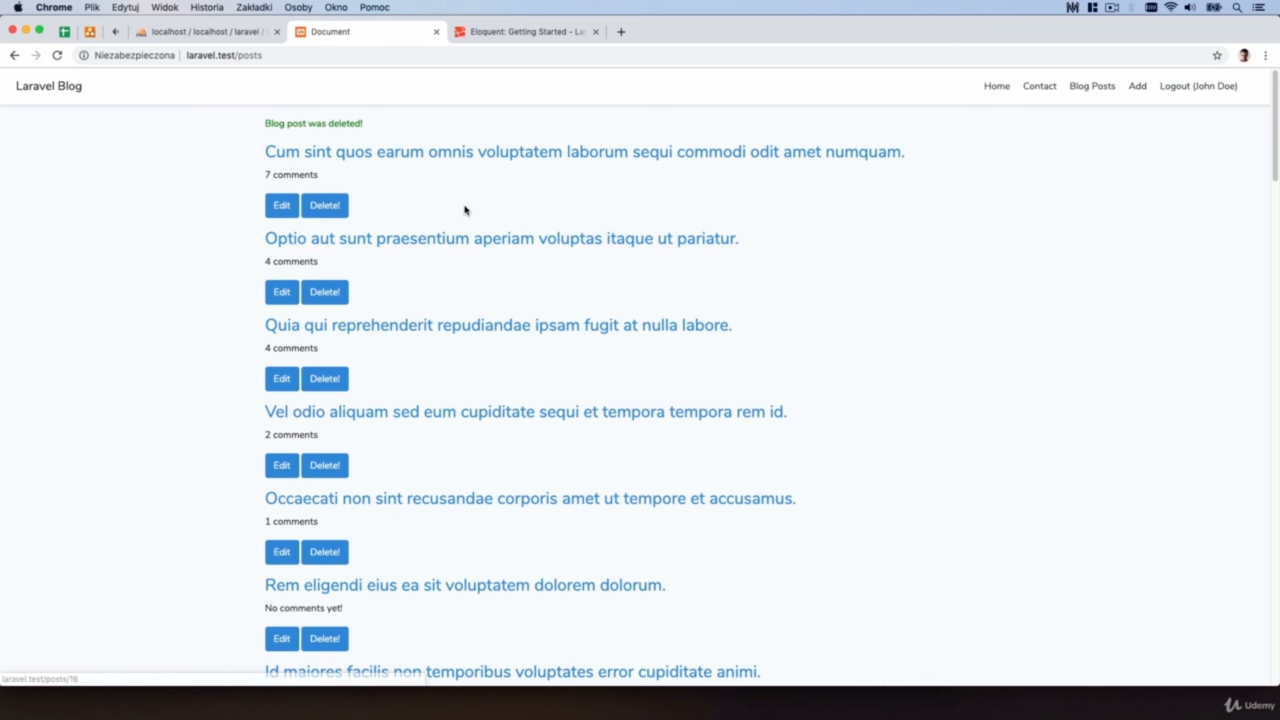 Chrome Plik Edytuj Widok Historia Zakładki Osoby Okno Pomoc
localhost / localhost / laravel / Document Eloquent: Getting Started - La
Niezabezpieczona laravel.test/posts
Laravel Blog Home Contact Blog Posts Add Logout (John Doe)
Blog post was deleted!
Cum sint quos earum omnis voluptatem laborum sequi commodi odit amet numquam.
7 comments
Edit Delete!
Optio aut sunt praesentium aperiam voluptas itaque ut pariatur.
4 comments
Edit Delete!
Quia qui reprehenderit repudiandae ipsam fugit at nulla labore.
4 comments
Edit Delete!
Vel odio aliquam sed eum cupiditate sequi et tempora tempora rem id.
2 comments
Edit Delete!
Occaecati non sint recusandae corporis amet ut tempore et accusamus.
1 comments
Edit Delete!
Rem eligendi eius ea sit voluptatem dolorem dolorum.
No comments yet!
Edit Delete!
Id maiores facilis non temporibus voluptates error cupiditate animi.
laravel.test/posts/16
Udemy